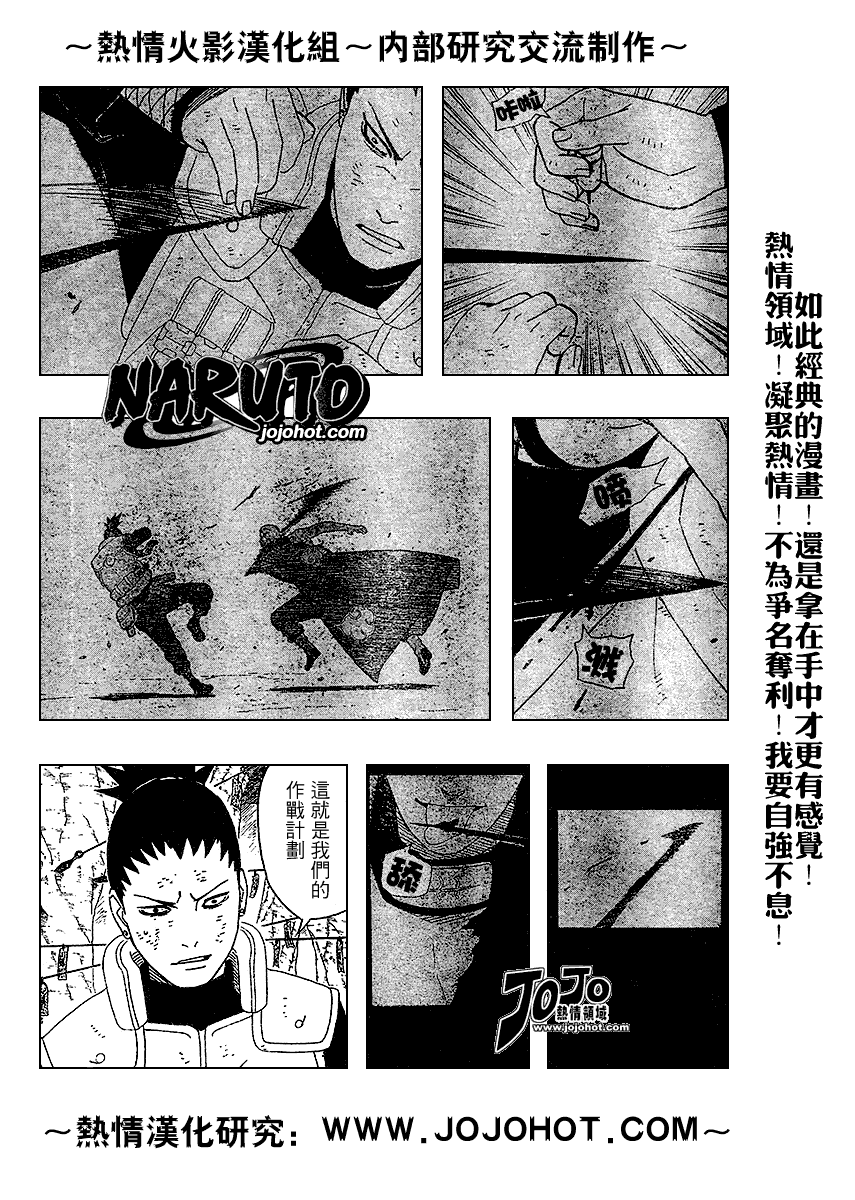 ～熱情火影漢化組～内部研究交流制作～
咔啦
如此經典的漫畫！還是拿在手中才更有感覺！
熱情領域！凝聚熱情！不為爭名奪利！我要自強不息！
NARUTO
jojohot.com
喷
舔
這就是我們的
作戰計劃
JOJO
熱情領域
www.jojohot.com
～熱情漢化研究：WWW.JOJOHOT.COM～